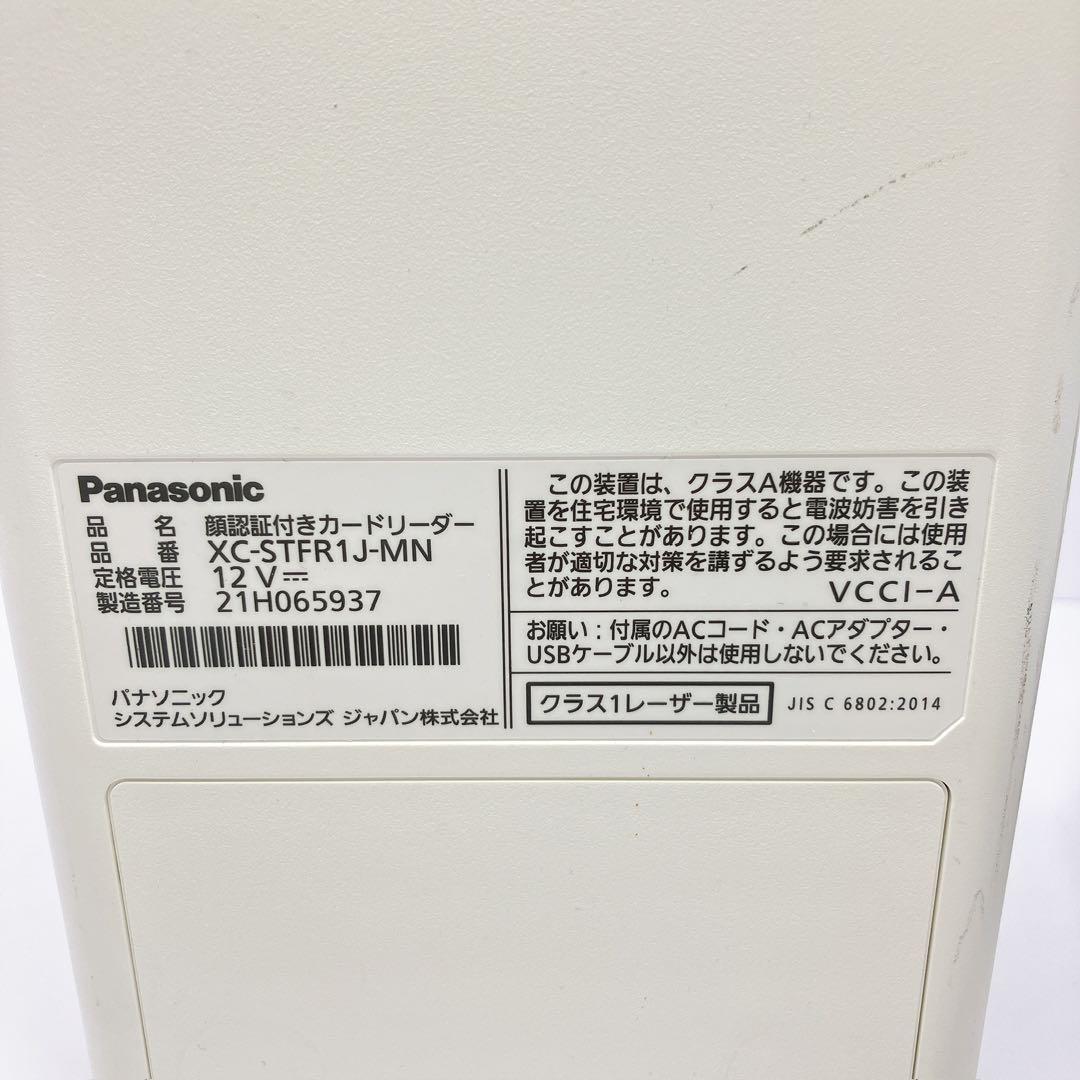 Panasonic
品 名 顔認証付きカードリーダー
品 番 XC-STFR1J-MN
定格電圧 12 V⎓
製造番号 21H065937
パナソニック
システムソリューションズ ジャパン株式会社
この装置は、クラスA機器です。この装
置を住宅環境で使用すると電波妨害を引き
起こすことがあります。この場合には使用
者が適切な対策を講ずるよう要求されるこ
とがあります。 VCCI-A
お願い：付属のACコード・ACアダプター・
USBケーブル以外は使用しないでください。
クラス1レーザー製品 JIS C 6802:2014